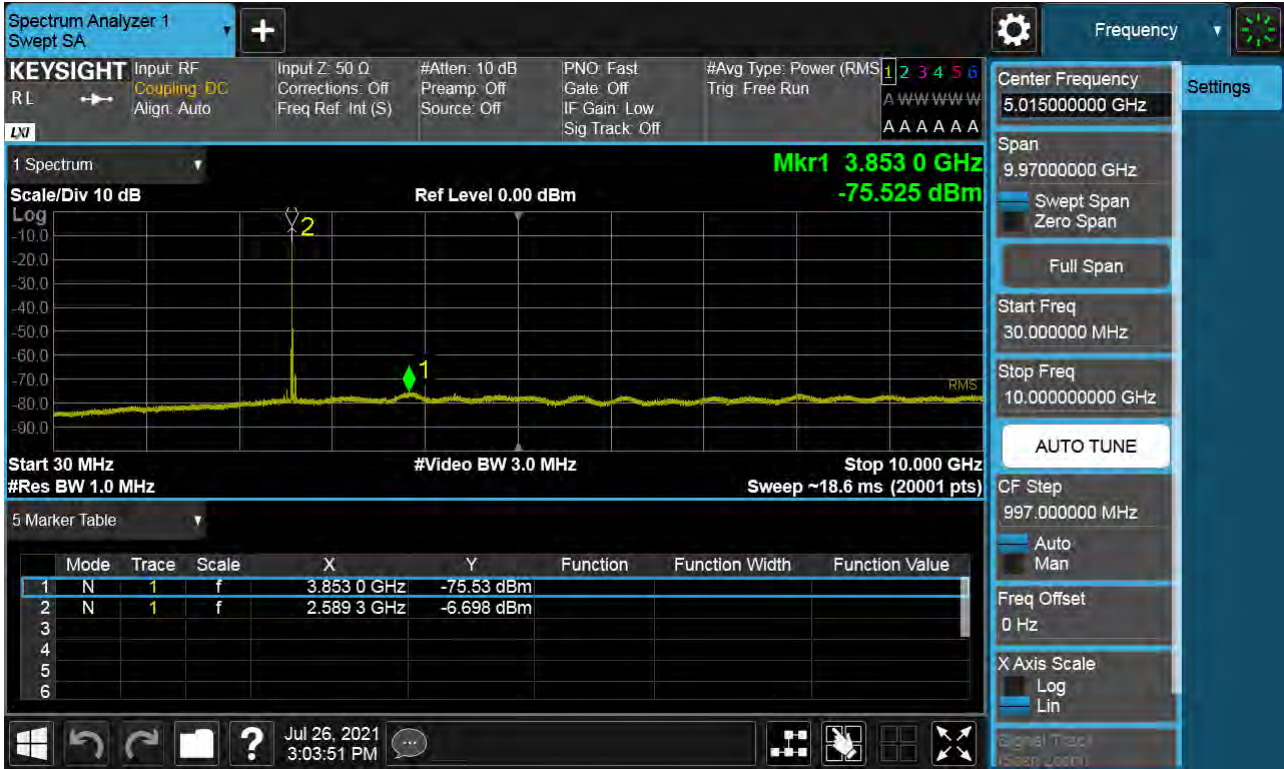 Spectrum Analyzer 1
Swept SA
Frequency
KEYSIGHT
RL
LXI
Input: RF
Coupling: DC
Align: Auto
Input Z: 50 Ω
Corrections: Off
Freq Ref: Int (S)
#Atten: 10 dB
Preamp: Off
Source: Off
PNO: Fast
Gate: Off
IF Gain: Low
Sig Track: Off
#Avg Type: Power (RMS
Trig: Free Run
1 2 3 4 5 6
A W W W W W
A A A A A A
1 Spectrum
Mkr1 3.853 0 GHz
-75.525 dBm
Scale/Div 10 dB
Ref Level 0.00 dBm
Log
-10.0
-20.0
-30.0
-40.0
-50.0
-60.0
-70.0
-80.0
-90.0
2
1
RMS
Start 30 MHz
#Video BW 3.0 MHz
Stop 10.000 GHz
#Res BW 1.0 MHz
Sweep ~18.6 ms (20001 pts)
5 Marker Table
Mode Trace Scale X Y Function Function Width Function Value
1 N 1 f 3.853 0 GHz -75.53 dBm
2 N 1 f 2.589 3 GHz -6.698 dBm
3
4
5
6
?
Jul 26, 2021
3:03:51 PM
Center Frequency
5.015000000 GHz
Settings
Span
9.97000000 GHz
Swept Span
Zero Span
Full Span
Start Freq
30.000000 MHz
Stop Freq
10.000000000 GHz
AUTO TUNE
CF Step
997.000000 MHz
Auto
Man
Freq Offset
0 Hz
X Axis Scale
Log
Lin
Signal Track
(Span Zoom)